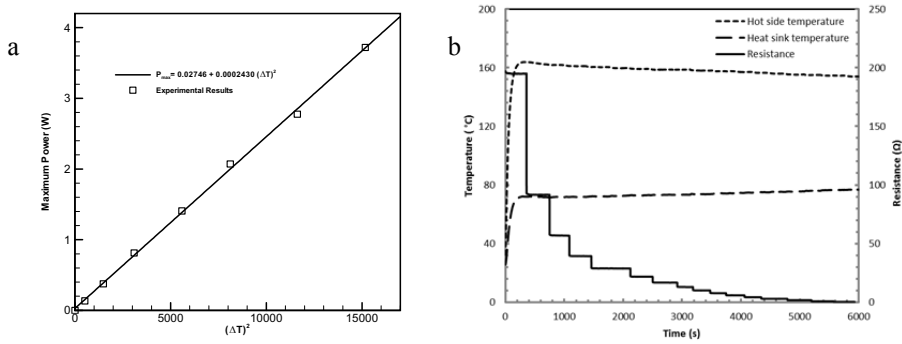 a
Maximum Power (W)
4
3
2
1
0
0 5000 10000 15000
(ΔT)²
Pmax= 0.02746 + 0.0002430 (ΔT)²
Experimental Results
b
Temperature ( °C)
200
160
120
80
40
0
0 1000 2000 3000 4000 5000 6000
Time (s)
Hot side temperature
Heat sink temperature
Resistance
250
200
150
100
50
0
Resistance (Ω)